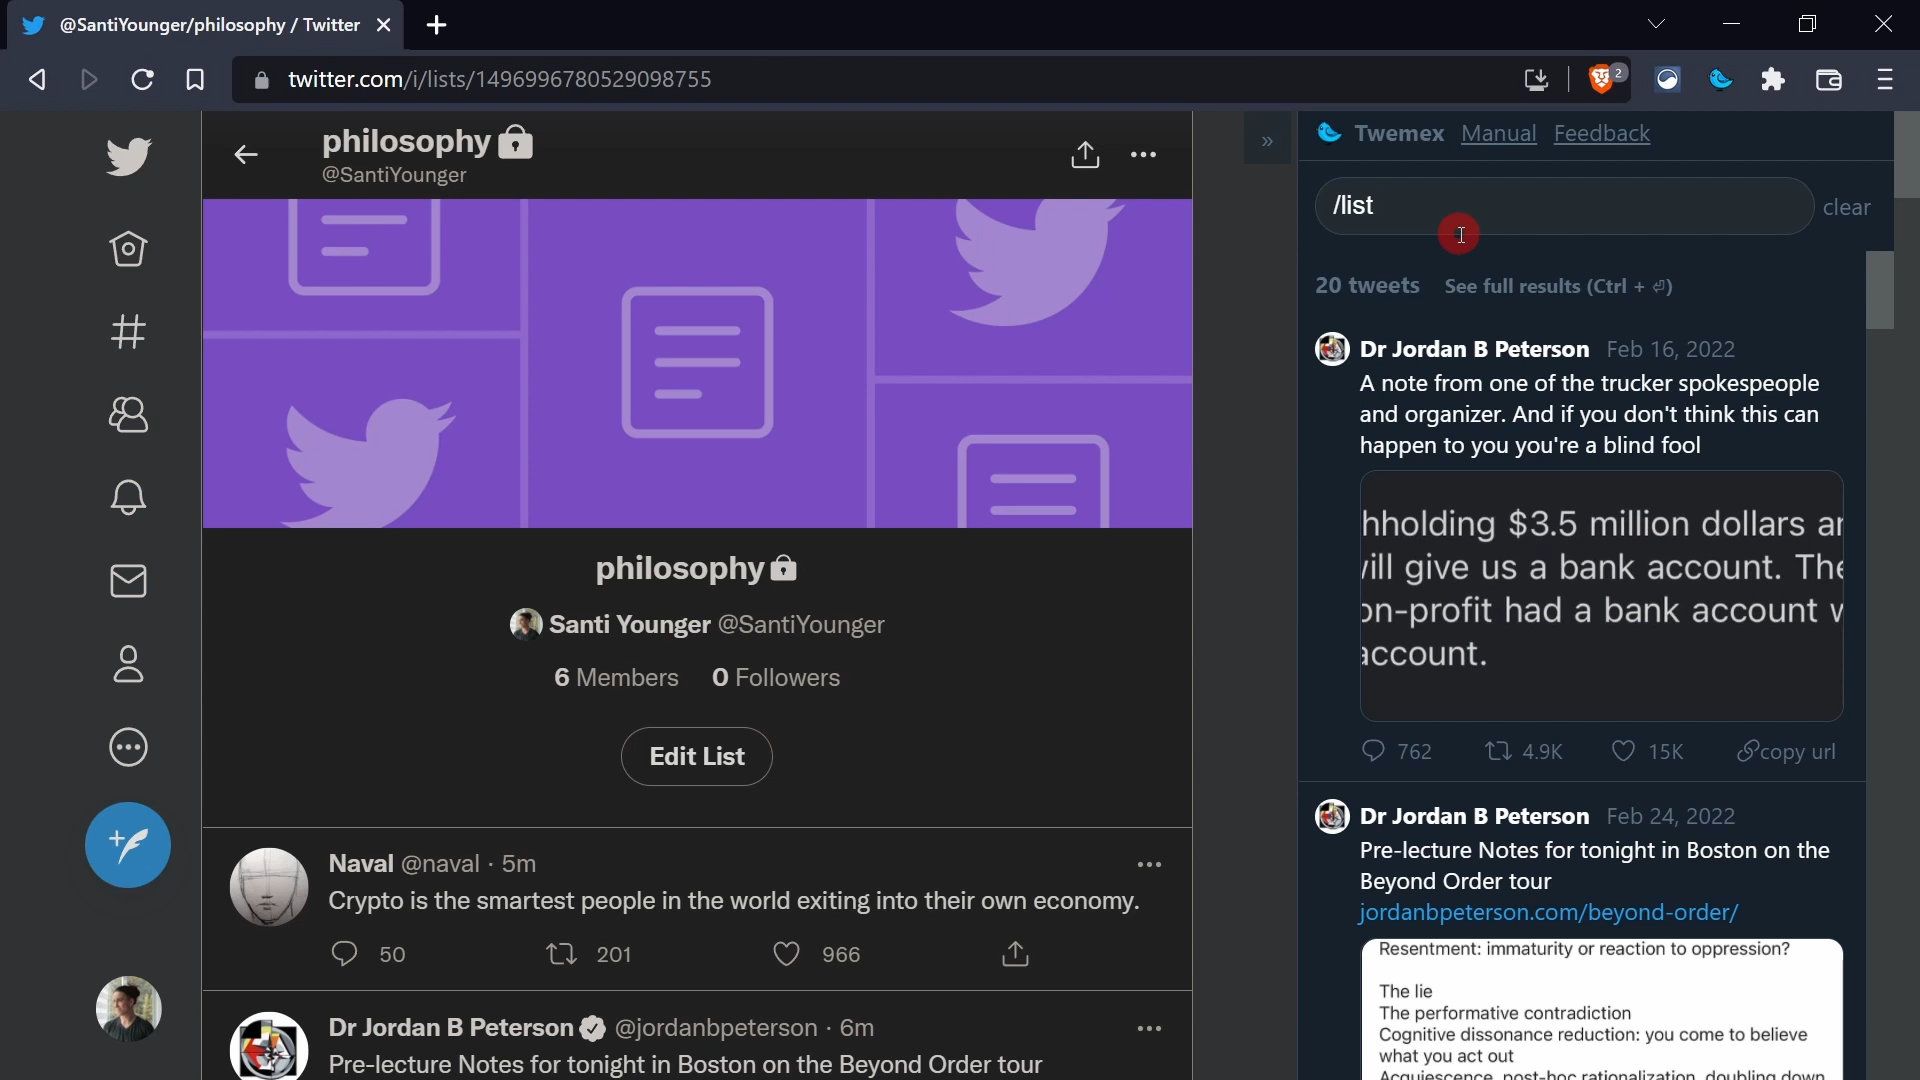 @SantiYounger/philosophy / Twitter
twitter.com/i/lists/1496996780529098755
2
philosophy
@SantiYounger
philosophy
Santi Younger @SantiYounger
6 Members 0 Followers
Edit List
Naval @naval · 5m
Crypto is the smartest people in the world exiting into their own economy.
50 201 966
Dr Jordan B Peterson @jordanbpeterson · 6m
Pre-lecture Notes for tonight in Boston on the Beyond Order tour
»
Twemex Manual Feedback
/list
clear
20 tweets See full results (Ctrl + ⏎)
Dr Jordan B Peterson Feb 16, 2022
A note from one of the trucker spokespeople
and organizer. And if you don't think this can
happen to you you're a blind fool
hholding $3.5 million dollars
ill give us a bank account.
on-profit had a bank account
account.
762 4.9K 15K copy url
Dr Jordan B Peterson Feb 24, 2022
Pre-lecture Notes for tonight in Boston on the
Beyond Order tour
jordanbpeterson.com/beyond-order/
Resentment: immaturity or reaction to oppression?
The lie
The performative contradiction
Cognitive dissonance reduction: you come to believe
what you act out
Acquiescence, post-hoc rationalization, doubling down